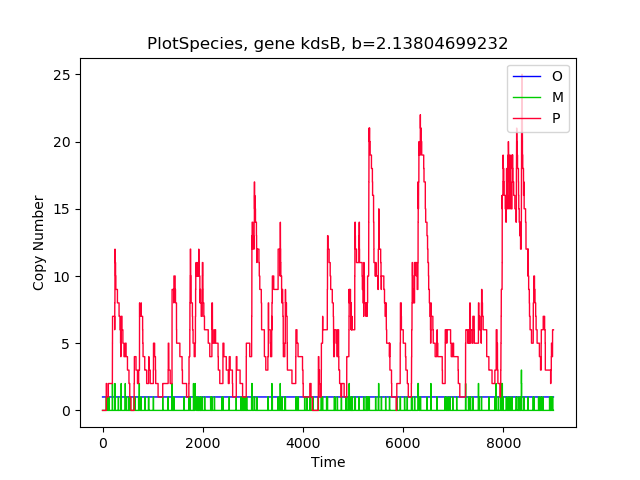 PlotSpecies, gene kdsB, b=2.13804699232
25
20
15
10
5
0
Copy Number
O
M
P
0 2000 4000 6000 8000
Time